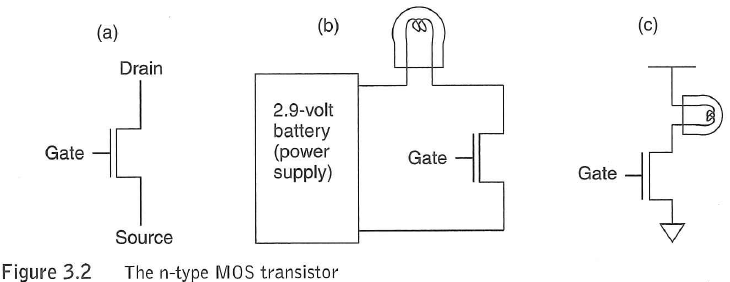 (a)
Drain
Gate
Source
(b)
2.9-volt
battery
(power
supply)
Gate
(c)
Gate
Figure 3.2 The n-type MOS transistor